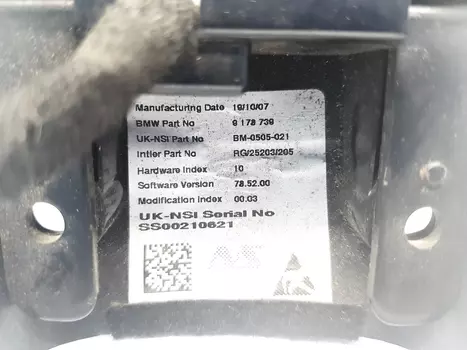 Manufacturing Date 19/10/07
BMW Part No 9 178 739
UK-NSI Part No BM-0505-021
Intier Part No RG/25203/205
Hardware Index 10
Software Version 78.52.00
Modification Index 00.03
UK-NSI Serial No
SS00210621